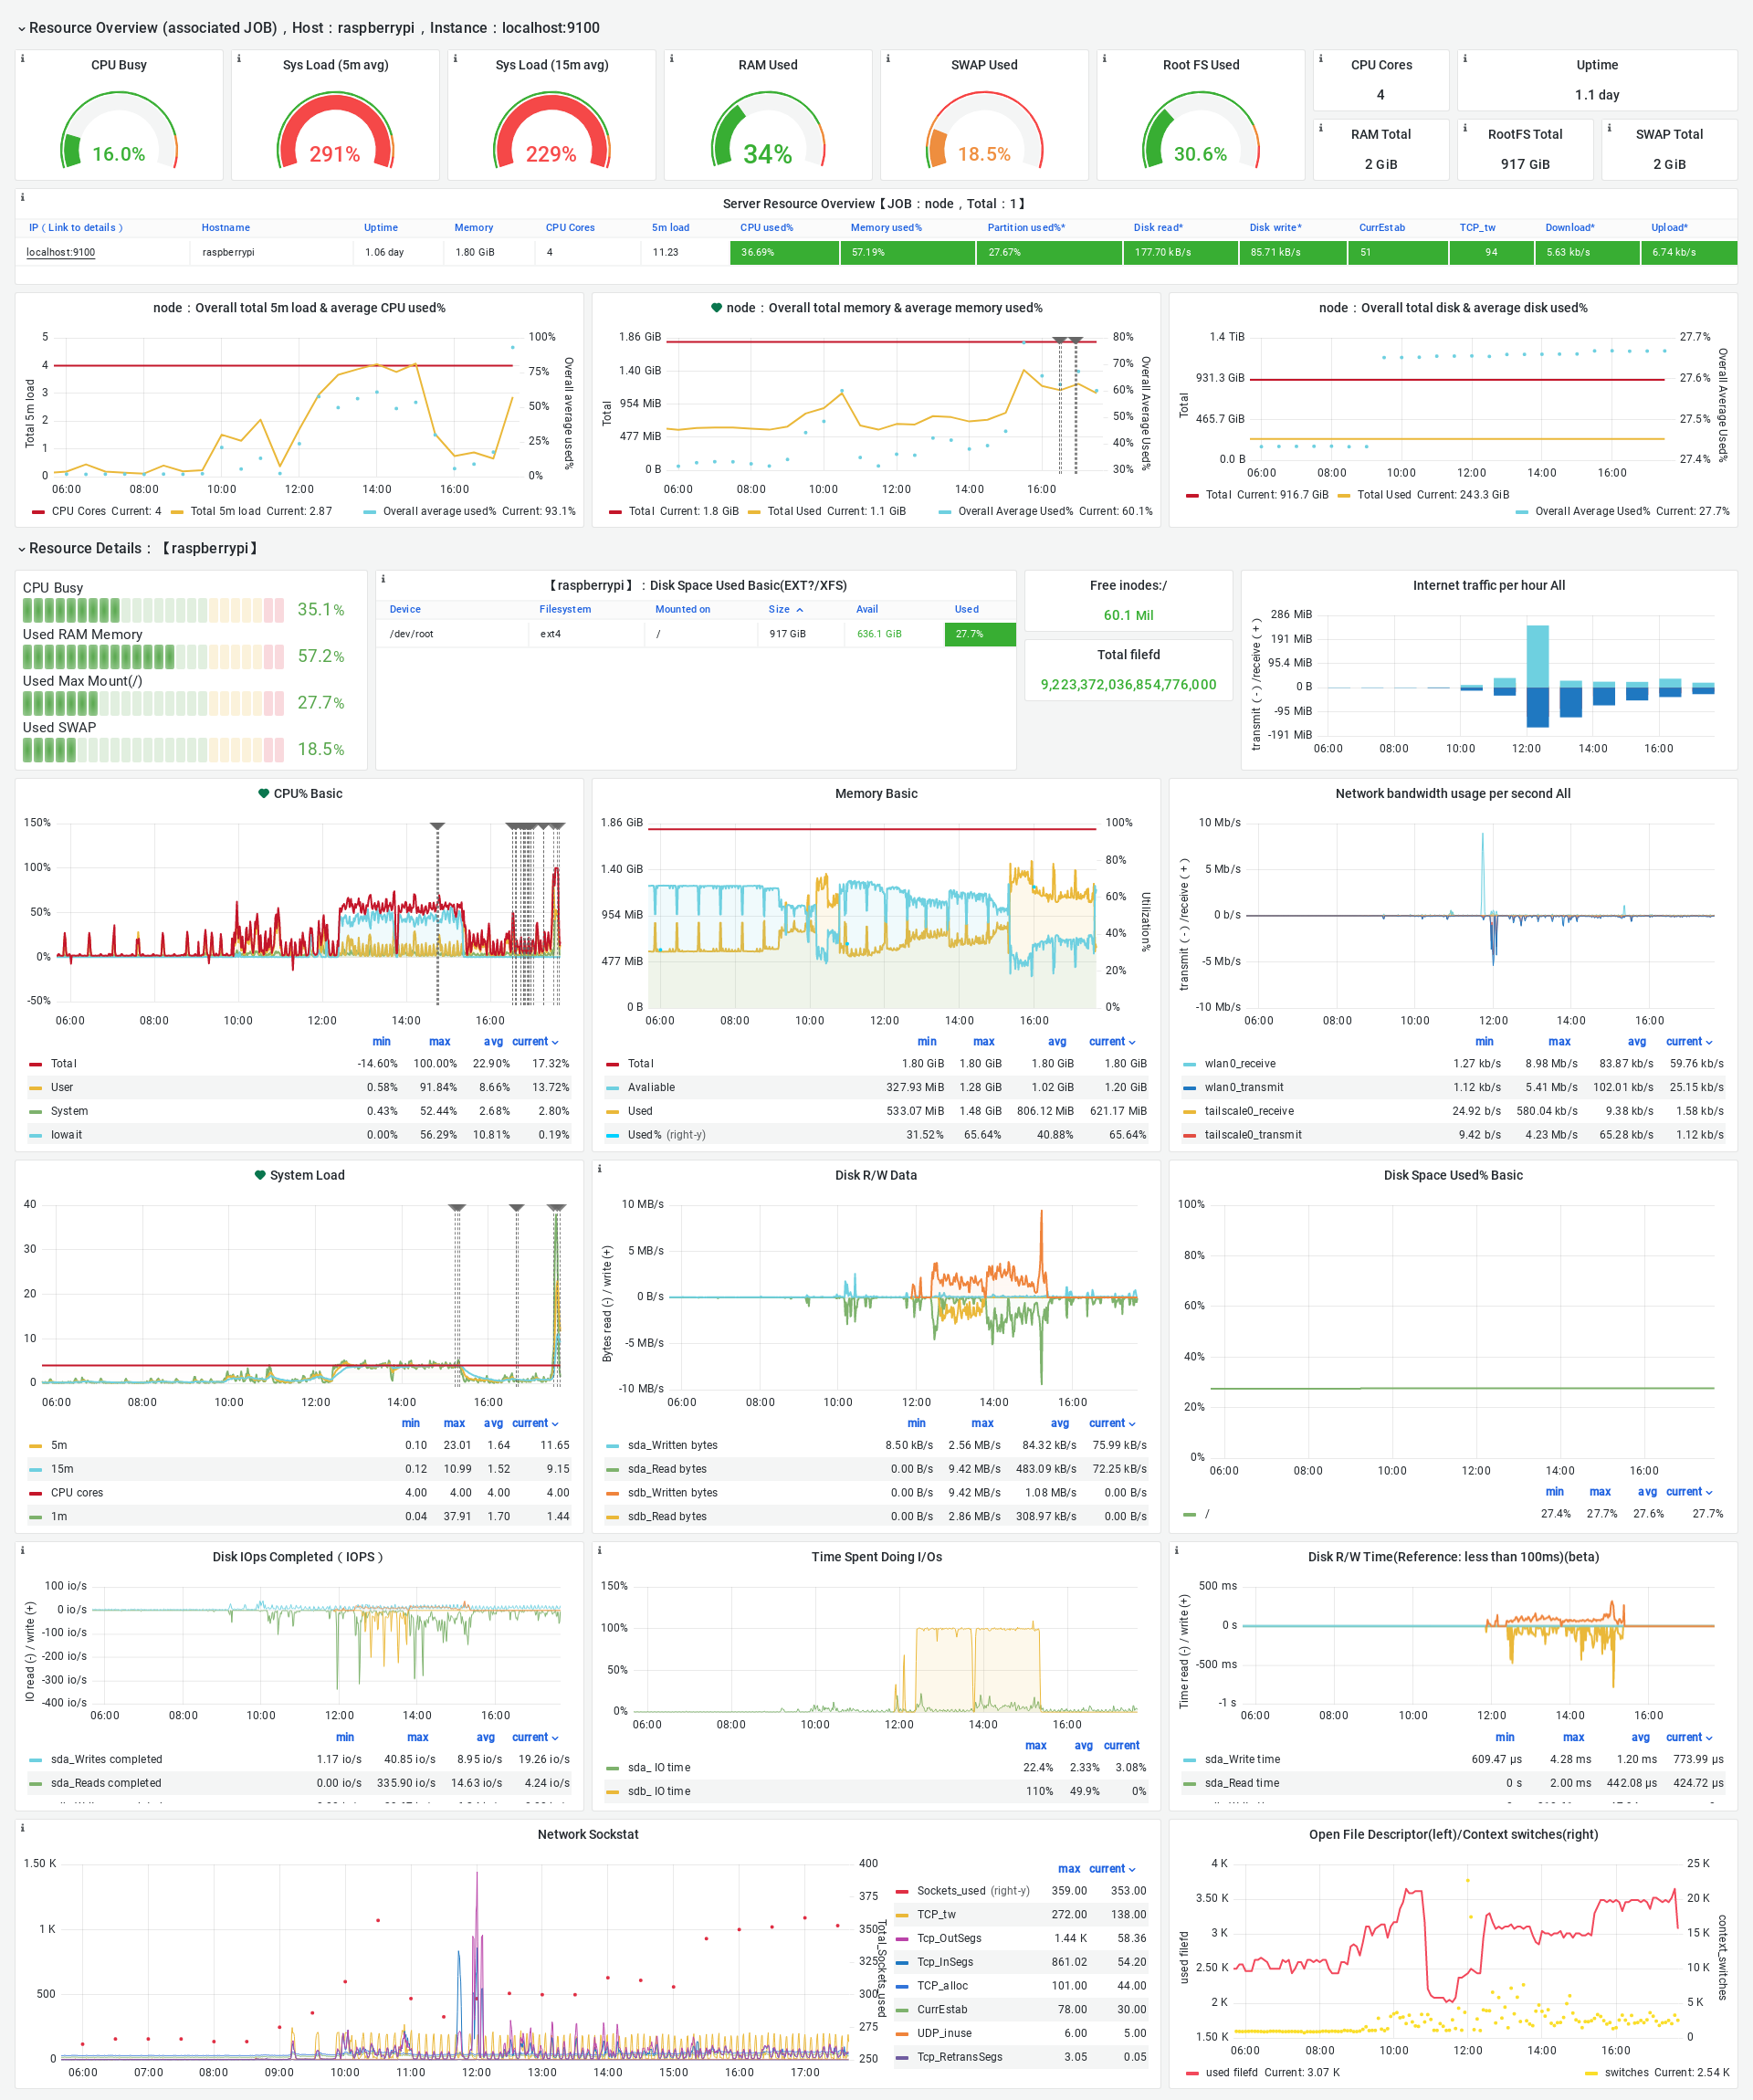 Resource Overview (associated JOB)，Host：raspberrypi，Instance：localhost:9100
CPU Busy
16.0%
Sys Load (5m avg)
291%
Sys Load (15m avg)
229%
RAM Used
34%
SWAP Used
18.5%
Root FS Used
30.6%
CPU Cores
4
Uptime
1.1 day
RAM Total
2 GiB
RootFS Total
917 GiB
SWAP Total
2 GiB
Server Resource Overview【JOB：node，Total：1】
IP（Link to details） Hostname Uptime Memory CPU Cores 5m load CPU used% Memory used% Partition used%* Disk read* Disk write* CurrEstab TCP_tw Download* Upload*
localhost:9100 raspberrypi 1.06 day 1.80 GiB 4 11.23 36.69% 57.19% 27.67% 177.70 kB/s 85.71 kB/s 51 94 5.63 kb/s 6.74 kb/s
node：Overall total 5m load & average CPU used%
Total 5m load
5
4
3
2
1
0
100%
75%
50%
25%
0%
Overall average used%
06:00 08:00 10:00 12:00 14:00 16:00
CPU Cores Current: 4 Total 5m load Current: 2.87 Overall average used% Current: 93.1%
node：Overall total memory & average memory used%
Total
1.86 GiB
1.40 GiB
954 MiB
477 MiB
0 B
80%
70%
60%
50%
40%
30%
Overall Average Used%
06:00 08:00 10:00 12:00 14:00 16:00
Total Current: 1.8 GiB Total Used Current: 1.1 GiB Overall Average Used% Current: 60.1%
node：Overall total disk & average disk used%
Total
1.4 TiB
931.3 GiB
465.7 GiB
0.0 B
27.7%
27.6%
27.5%
27.4%
Overall Average Used%
06:00 08:00 10:00 12:00 14:00 16:00
Total Current: 916.7 GiB Total Used Current: 243.3 GiB
Overall Average Used% Current: 27.7%
Resource Details：【raspberrypi】
CPU Busy
35.1%
Used RAM Memory
57.2%
Used Max Mount(/)
27.7%
Used SWAP
18.5%
【raspberrypi】：Disk Space Used Basic(EXT?/XFS)
Device Filesystem Mounted on Size Avail Used
/dev/root ext4 / 917 GiB 636.1 GiB 27.7%
Free inodes:/
60.1 Mil
Total filefd
9,223,372,036,854,776,000
Internet traffic per hour All
transmit（-）/receive（+）
286 MiB
191 MiB
95.4 MiB
0 B
-95 MiB
-191 MiB
06:00 08:00 10:00 12:00 14:00 16:00
CPU% Basic
150%
100%
50%
0%
-50%
06:00 08:00 10:00 12:00 14:00 16:00
min max avg current
Total -14.60% 100.00% 22.90% 17.32%
User 0.58% 91.84% 8.66% 13.72%
System 0.43% 52.44% 2.68% 2.80%
Iowait 0.00% 56.29% 10.81% 0.19%
Memory Basic
1.86 GiB
1.40 GiB
954 MiB
477 MiB
0 B
100%
80%
60%
40%
20%
0%
Utilization%
06:00 08:00 10:00 12:00 14:00 16:00
min max avg current
Total 1.80 GiB 1.80 GiB 1.80 GiB 1.80 GiB
Avaliable 327.93 MiB 1.28 GiB 1.02 GiB 1.20 GiB
Used 533.07 MiB 1.48 GiB 806.12 MiB 621.17 MiB
Used% (right-y) 31.52% 65.64% 40.88% 65.64%
Network bandwidth usage per second All
transmit（-）/receive（+）
10 Mb/s
5 Mb/s
0 b/s
-5 Mb/s
-10 Mb/s
06:00 08:00 10:00 12:00 14:00 16:00
min max avg current
wlan0_receive 1.27 kb/s 8.98 Mb/s 83.87 kb/s 59.76 kb/s
wlan0_transmit 1.12 kb/s 5.41 Mb/s 102.01 kb/s 25.15 kb/s
tailscale0_receive 24.92 b/s 580.04 kb/s 9.38 kb/s 1.58 kb/s
tailscale0_transmit 9.42 b/s 4.23 Mb/s 65.28 kb/s 1.12 kb/s
System Load
40
30
20
10
0
06:00 08:00 10:00 12:00 14:00 16:00
min max avg current
5m 0.10 23.01 1.64 11.65
15m 0.12 10.99 1.52 9.15
CPU cores 4.00 4.00 4.00 4.00
1m 0.04 37.91 1.70 1.44
Disk R/W Data
Bytes read (-) / write (+)
10 MB/s
5 MB/s
0 B/s
-5 MB/s
-10 MB/s
06:00 08:00 10:00 12:00 14:00 16:00
min max avg current
sda_Written bytes 8.50 kB/s 2.56 MB/s 84.32 kB/s 75.99 kB/s
sda_Read bytes 0.00 B/s 9.42 MB/s 483.09 kB/s 72.25 kB/s
sdb_Written bytes 0.00 B/s 9.42 MB/s 1.08 MB/s 0.00 B/s
sdb_Read bytes 0.00 B/s 2.86 MB/s 308.97 kB/s 0.00 B/s
Disk Space Used% Basic
100%
80%
60%
40%
20%
0%
06:00 08:00 10:00 12:00 14:00 16:00
min max avg current
/ 27.4% 27.7% 27.6% 27.7%
Disk IOps Completed（IOPS）
IO read (-) / write (+)
100 io/s
0 io/s
-100 io/s
-200 io/s
-300 io/s
-400 io/s
06:00 08:00 10:00 12:00 14:00 16:00
min max avg current
sda_Writes completed 1.17 io/s 40.85 io/s 8.95 io/s 19.26 io/s
sda_Reads completed 0.00 io/s 335.90 io/s 14.63 io/s 4.24 io/s
Time Spent Doing I/Os
150%
100%
50%
0%
06:00 08:00 10:00 12:00 14:00 16:00
max avg current
sda_ IO time 22.4% 2.33% 3.08%
sdb_ IO time 110% 49.9% 0%
Disk R/W Time(Reference: less than 100ms)(beta)
Time read (-) / write (+)
500 ms
0 s
-500 ms
-1 s
06:00 08:00 10:00 12:00 14:00 16:00
min max avg current
sda_Write time 609.47 µs 4.28 ms 1.20 ms 773.99 µs
sda_Read time 0 s 2.00 ms 442.08 µs 424.72 µs
Network Sockstat
1.50 K
1 K
500
0
400
375
350
325
300
275
250
Total_Sockets_used
06:00 07:00 08:00 09:00 10:00 11:00 12:00 13:00 14:00 15:00 16:00 17:00
max current
Sockets_used (right-y) 359.00 353.00
TCP_tw 272.00 138.00
Tcp_OutSegs 1.44 K 58.36
Tcp_InSegs 861.02 54.20
TCP_alloc 101.00 44.00
CurrEstab 78.00 30.00
UDP_inuse 6.00 5.00
Tcp_RetransSegs 3.05 0.05
Open File Descriptor(left)/Context switches(right)
used filefd
4 K
3.50 K
3 K
2.50 K
2 K
1.50 K
25 K
20 K
15 K
10 K
5 K
0
context_switches
06:00 08:00 10:00 12:00 14:00 16:00
used filefd Current: 3.07 K switches Current: 2.54 K